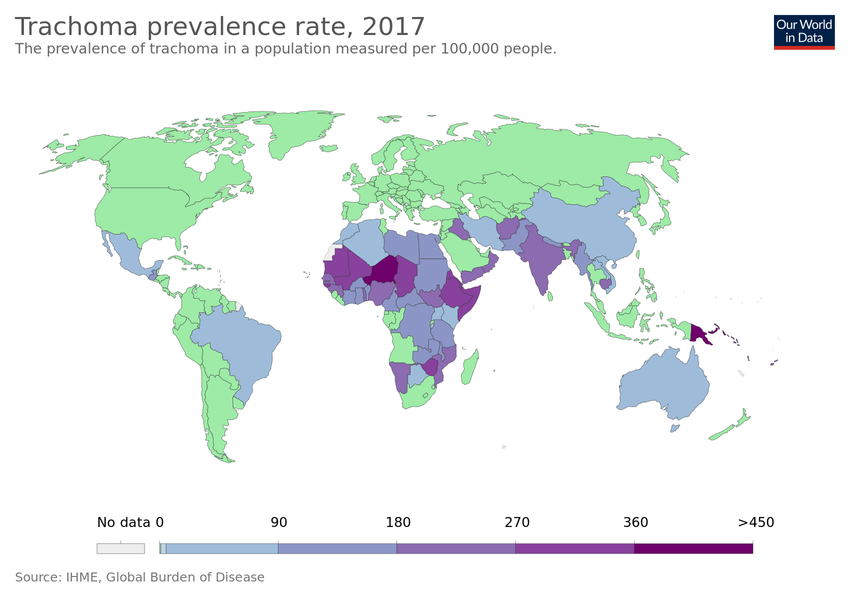 Trachoma prevalence rate, 2017
The prevalence of trachoma in a population measured per 100,000 people.
Our World
in Data
No data 0 90 180 270 360 >450
Source: IHME, Global Burden of Disease